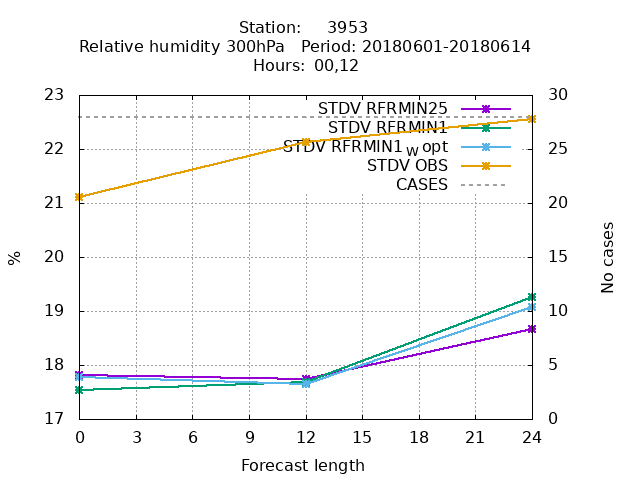 Station: 3953
Relative humidity 300hPa Period: 20180601-20180614
Hours: 00,12
23 30
STDV RFRMIN25
STDV RFRMIN1
22 25
STDV RFRMIN1wopt
STDV OBS
CASES
21 20
20 15
%
No cases
19 10
18 5
17 0
0 3 6 9 12 15 18 21 24
Forecast length